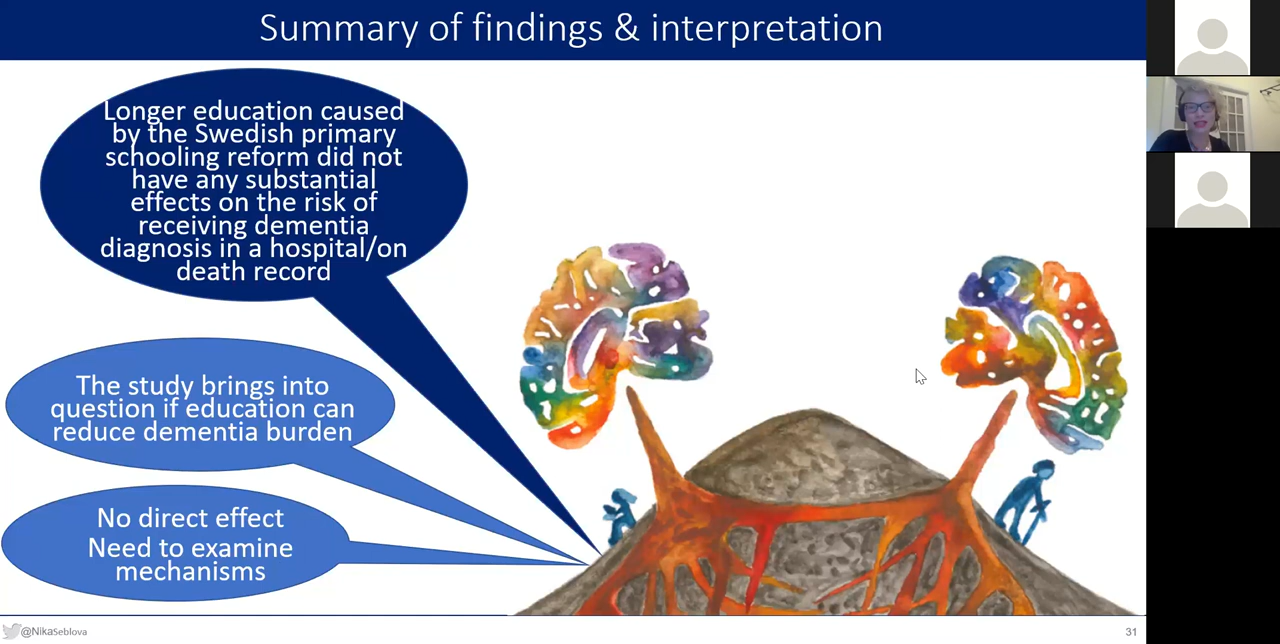 Summary of findings & interpretation
Longer education caused
by the Swedish primary
schooling reform did not
have any substantial
effects on the risk of
receiving dementia
diagnosis in a hospital/on
death record
The study brings into
question if education can
reduce dementia burden
No direct effect
Need to examine
mechanisms
@NikaSeblova
31